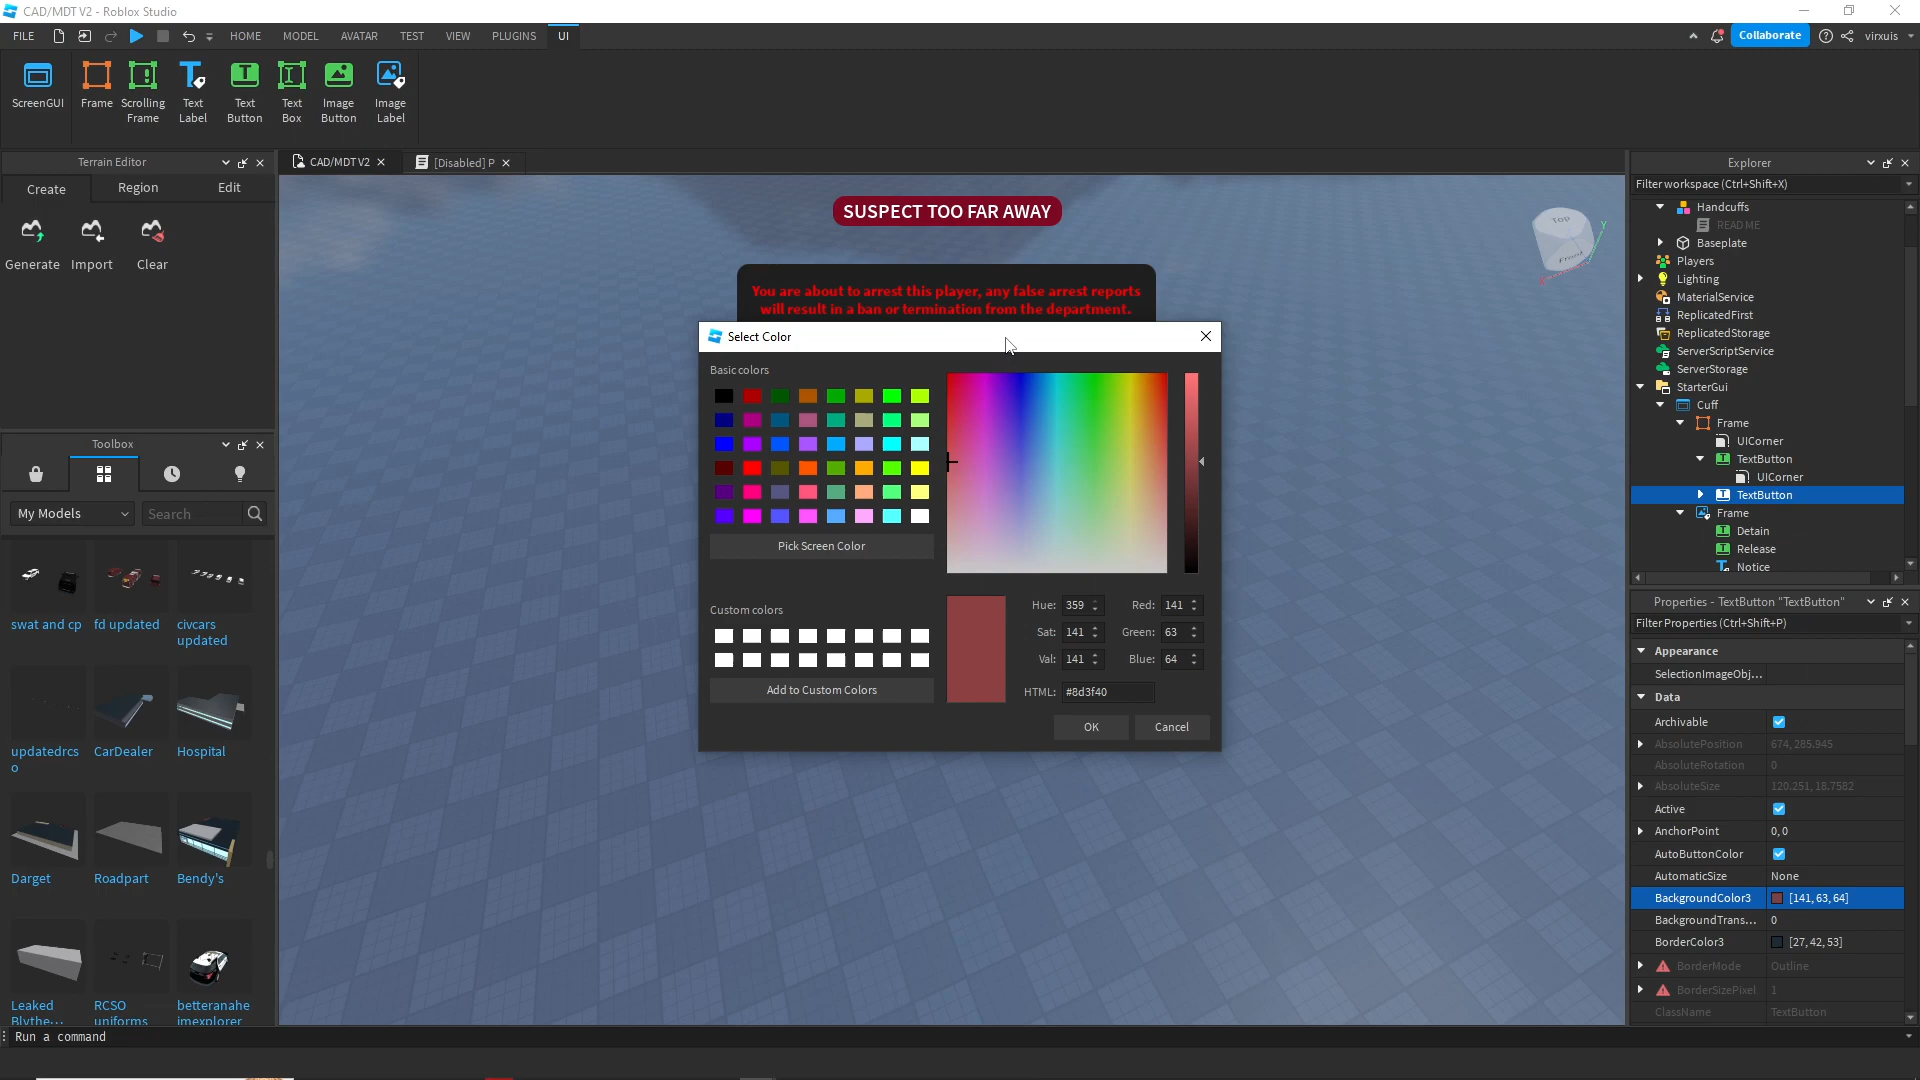 CAD/MDT V2 - Roblox Studio
FILE
HOME
MODEL
AVATAR
TEST
VIEW
PLUGINS
UI
Collaborate
virxuis
ScreenGUI
Frame
Scrolling
Frame
Text
Label
Text
Button
Text
Box
Image
Button
Image
Label
Terrain Editor
Create
Region
Edit
Generate
Import
Clear
Toolbox
My Models
Search
swat and cp
fd updated
civcars
updated
updatedrcs
o
CarDealer
Hospital
Darget
Roadpart
Bendy's
Leaked
Blythe...
RCSO
uniforms
betteranahe
imexplorer
CAD/MDT V2
[Disabled] P
SUSPECT TOO FAR AWAY
You are about to arrest this player, any false arrest reports
will result in a ban or termination from the department.
Top
Front
Y
X
Select Color
Basic colors
Pick Screen Color
Custom colors
Add to Custom Colors
Hue: 359
Red: 141
Sat: 141
Green: 63
Val: 141
Blue: 64
HTML: #8d3f40
OK
Cancel
Explorer
Filter workspace (Ctrl+Shift+X)
Handcuffs
READ ME
Baseplate
Players
Lighting
MaterialService
ReplicatedFirst
ReplicatedStorage
ServerScriptService
ServerStorage
StarterGui
Cuff
Frame
UICorner
TextButton
UICorner
TextButton
Frame
Detain
Release
Notice
Properties - TextButton "TextButton"
Filter Properties (Ctrl+Shift+P)
Appearance
SelectionImageObj...
Data
Archivable
AbsolutePosition 674, 285.945
AbsoluteRotation 0
AbsoluteSize 120.251, 18.7582
Active
AnchorPoint 0, 0
AutoButtonColor
AutomaticSize None
BackgroundColor3 [141, 63, 64]
BackgroundTrans... 0
BorderColor3 [27, 42, 53]
BorderMode Outline
BorderSizePixel 1
ClassName TextButton
Run a command